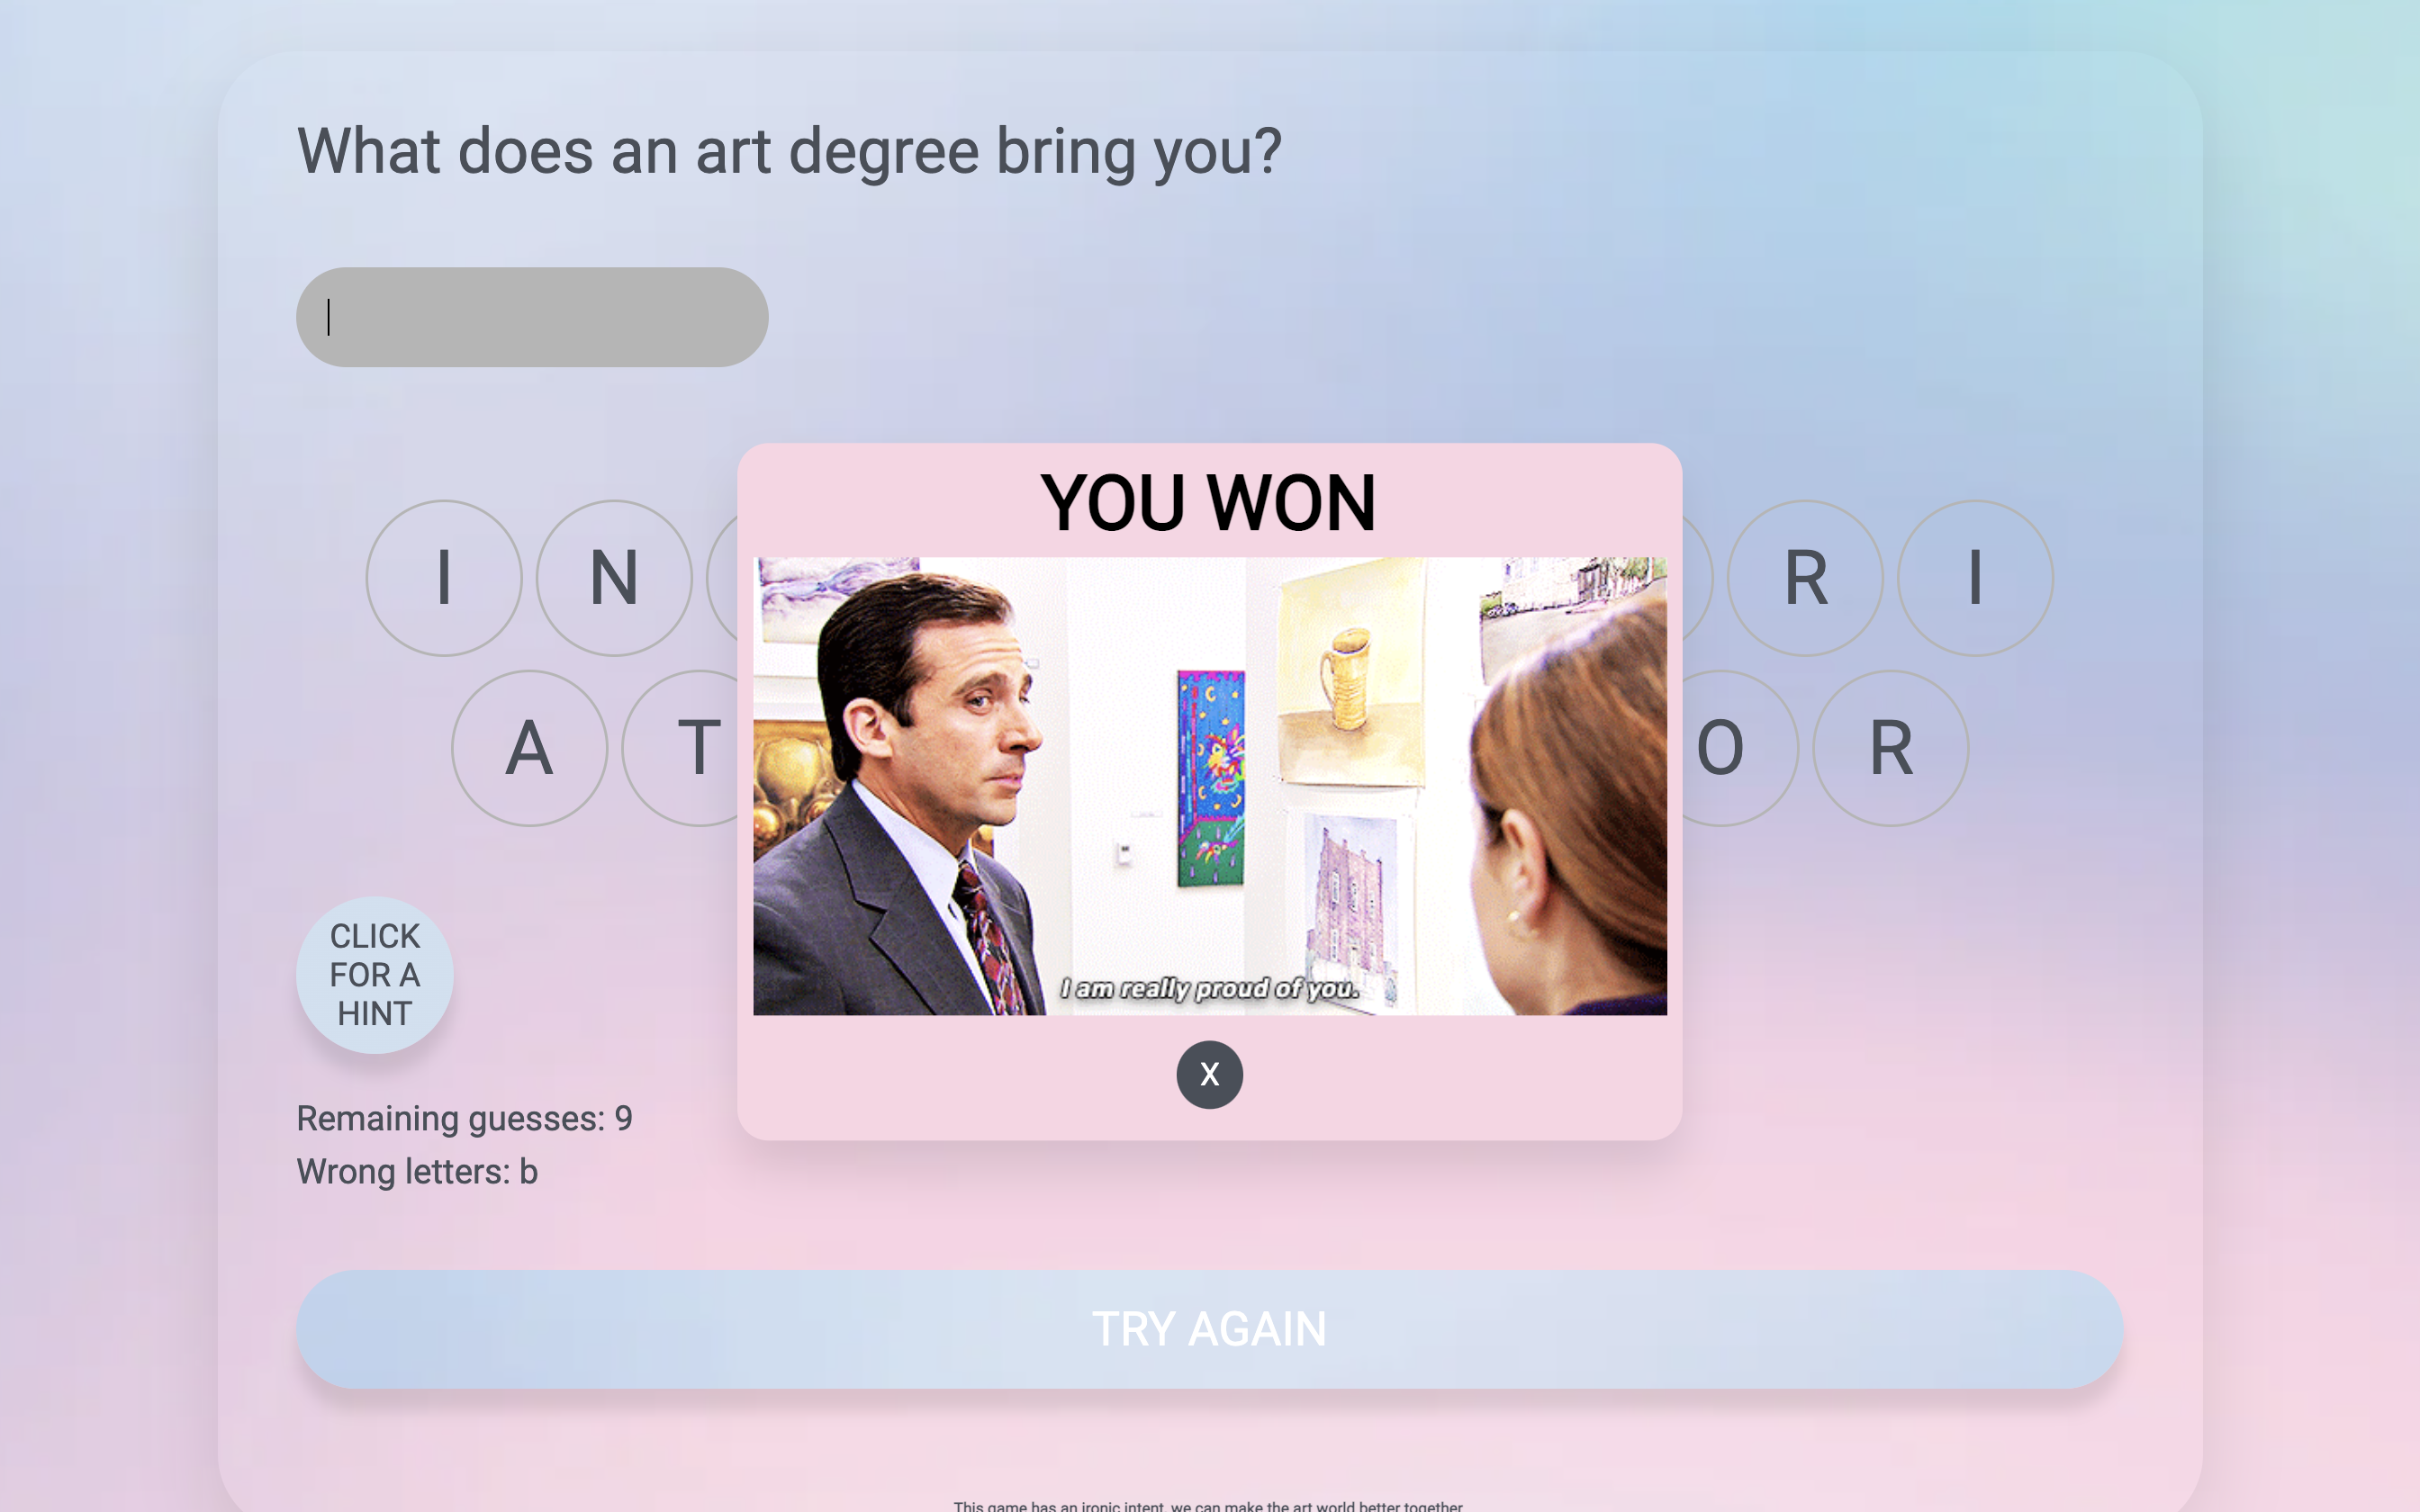 What does an art degree bring you?
YOU WON
I N R I
A T O R
I am really proud of you.
X
CLICK
FOR A
HINT
Remaining guesses: 9
Wrong letters: b
TRY AGAIN
This game has an ironic intent, we can make the art world better together